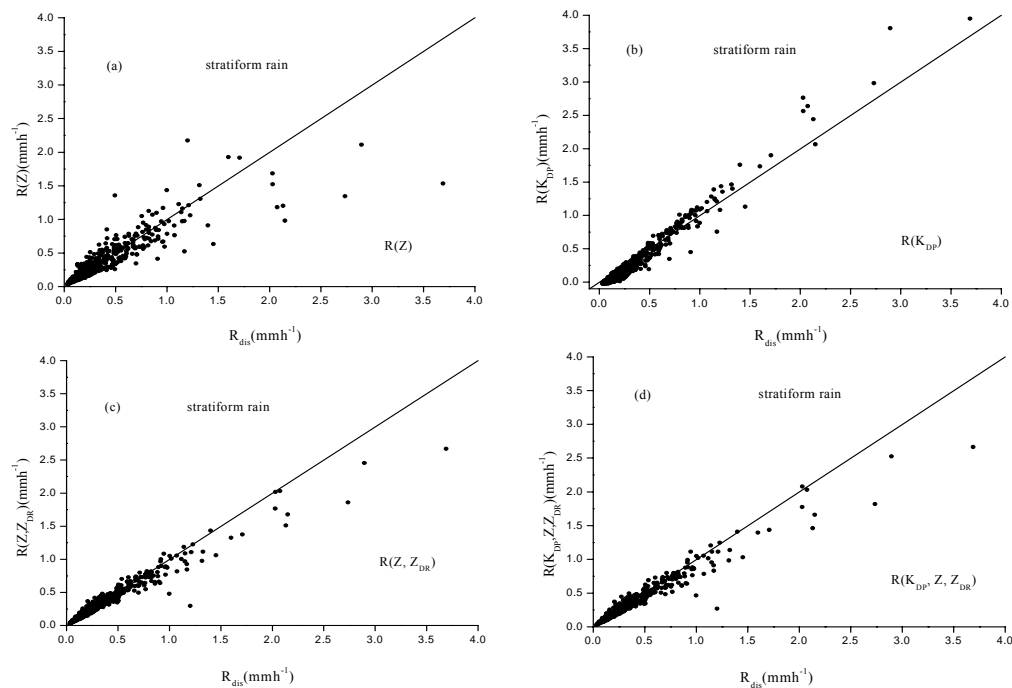 (a)
stratiform rain
R(Z)
R(Z)(mmh⁻¹)
4.0
3.5
3.0
2.5
2.0
1.5
1.0
0.5
0.0
0.0 0.5 1.0 1.5 2.0 2.5 3.0 3.5 4.0
R_dis(mmh⁻¹)
(b)
stratiform rain
R(K_DP)
R(K_DP)(mmh⁻¹)
4.0
3.5
3.0
2.5
2.0
1.5
1.0
0.5
0.0
0.0 0.5 1.0 1.5 2.0 2.5 3.0 3.5 4.0
R_dis(mmh⁻¹)
(c)
stratiform rain
R(Z, Z_DR)
R(Z,Z_DR)(mmh⁻¹)
4.0
3.5
3.0
2.5
2.0
1.5
1.0
0.5
0.0
0.0 0.5 1.0 1.5 2.0 2.5 3.0 3.5 4.0
R_dis(mmh⁻¹)
(d)
stratiform rain
R(K_DP, Z, Z_DR)
R(K_DP,Z,Z_DR)(mmh⁻¹)
4.0
3.5
3.0
2.5
2.0
1.5
1.0
0.5
0.0
0.0 0.5 1.0 1.5 2.0 2.5 3.0 3.5 4.0
R_dis(mmh⁻¹)